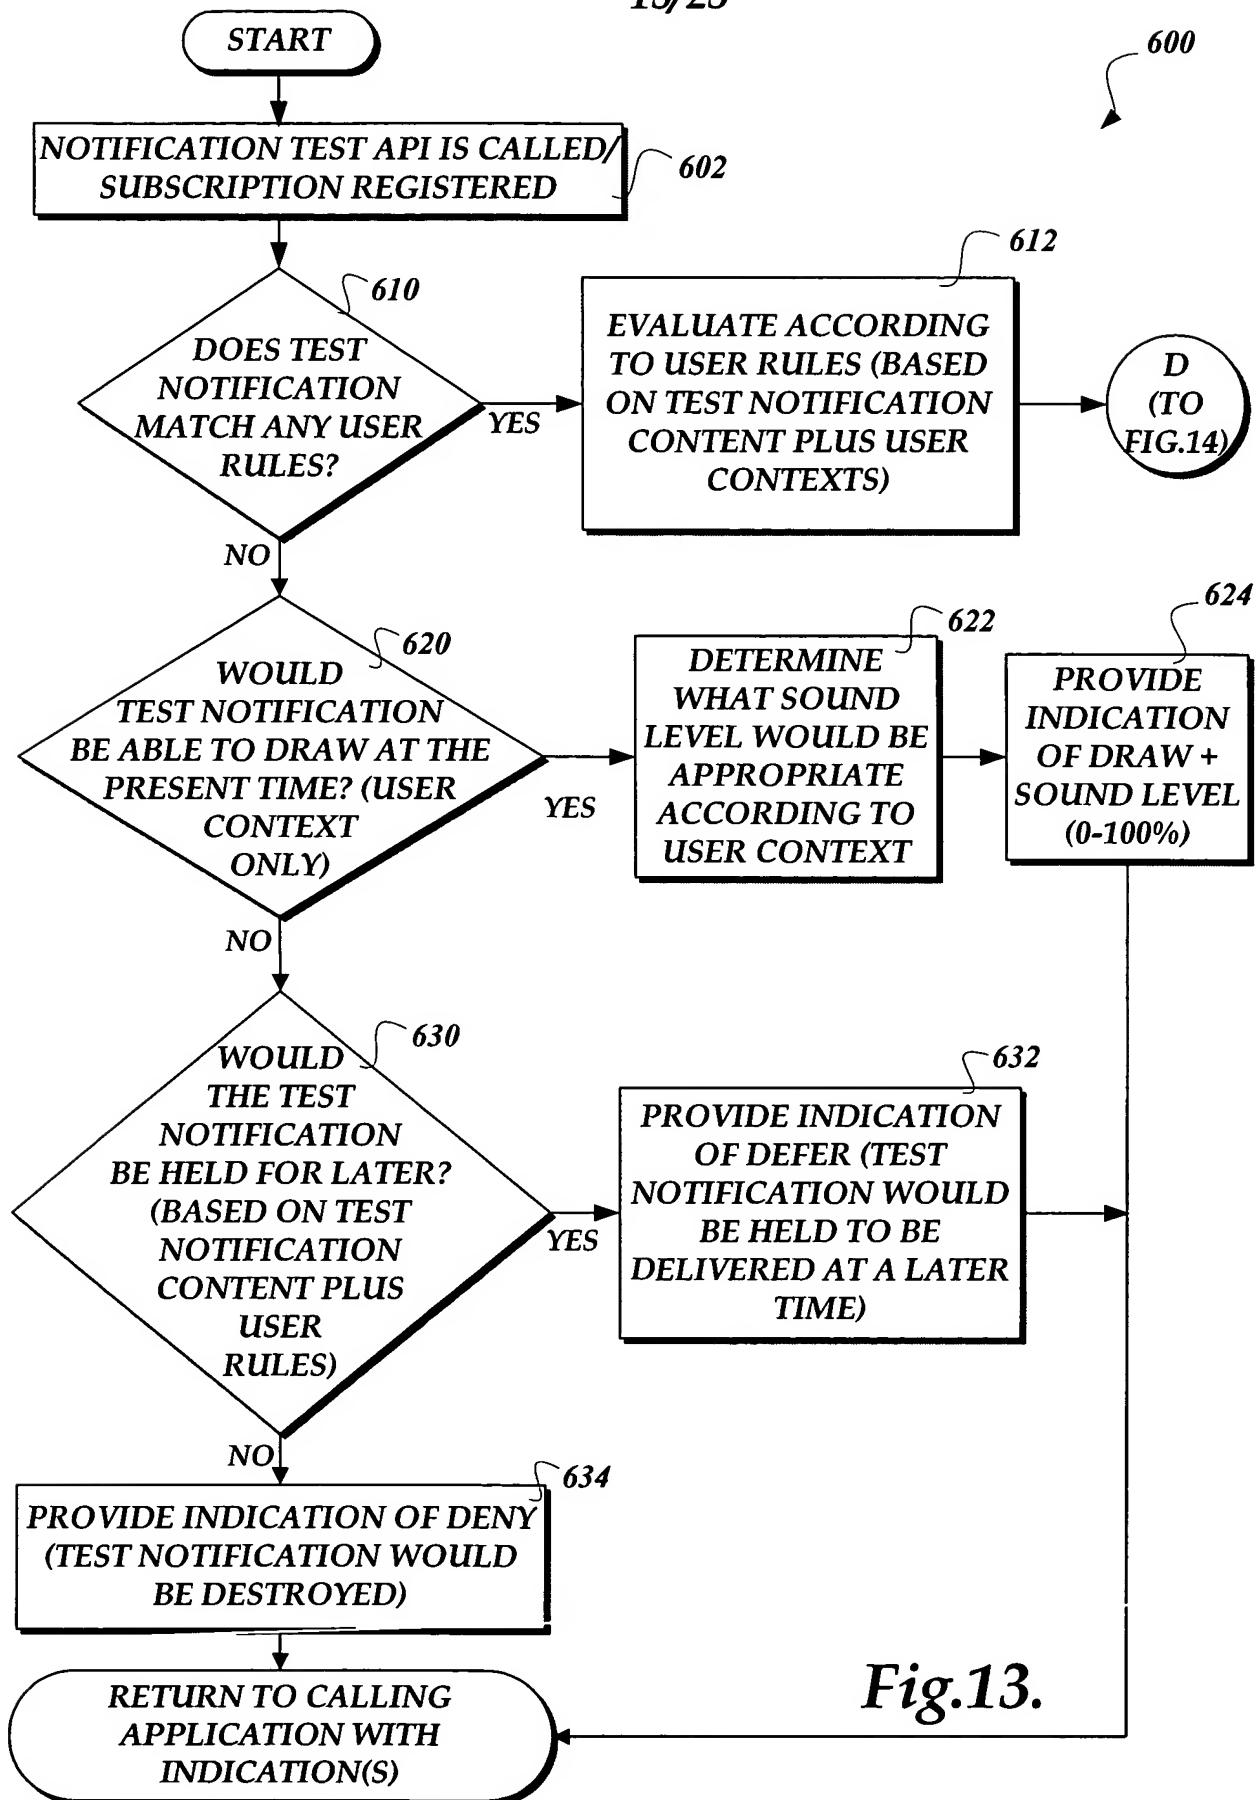 START
600
NOTIFICATION TEST API IS CALLED/
SUBSCRIPTION REGISTERED
602
610
DOES TEST
NOTIFICATION
MATCH ANY USER
RULES?
YES
NO
612
EVALUATE ACCORDING
TO USER RULES (BASED
ON TEST NOTIFICATION
CONTENT PLUS USER
CONTEXTS)
D
(TO
FIG.14)
620
WOULD
TEST NOTIFICATION
BE ABLE TO DRAW AT THE
PRESENT TIME? (USER
CONTEXT
ONLY)
YES
NO
622
DETERMINE
WHAT SOUND
LEVEL WOULD BE
APPROPRIATE
ACCORDING TO
USER CONTEXT
624
PROVIDE
INDICATION
OF DRAW +
SOUND LEVEL
(0-100%)
630
WOULD
THE TEST
NOTIFICATION
BE HELD FOR LATER?
(BASED ON TEST
NOTIFICATION
CONTENT PLUS
USER
RULES)
YES
NO
632
PROVIDE INDICATION
OF DEFER (TEST
NOTIFICATION WOULD
BE HELD TO BE
DELIVERED AT A LATER
TIME)
634
PROVIDE INDICATION OF DENY
(TEST NOTIFICATION WOULD
BE DESTROYED)
RETURN TO CALLING
APPLICATION WITH
INDICATION(S)
Fig.13.